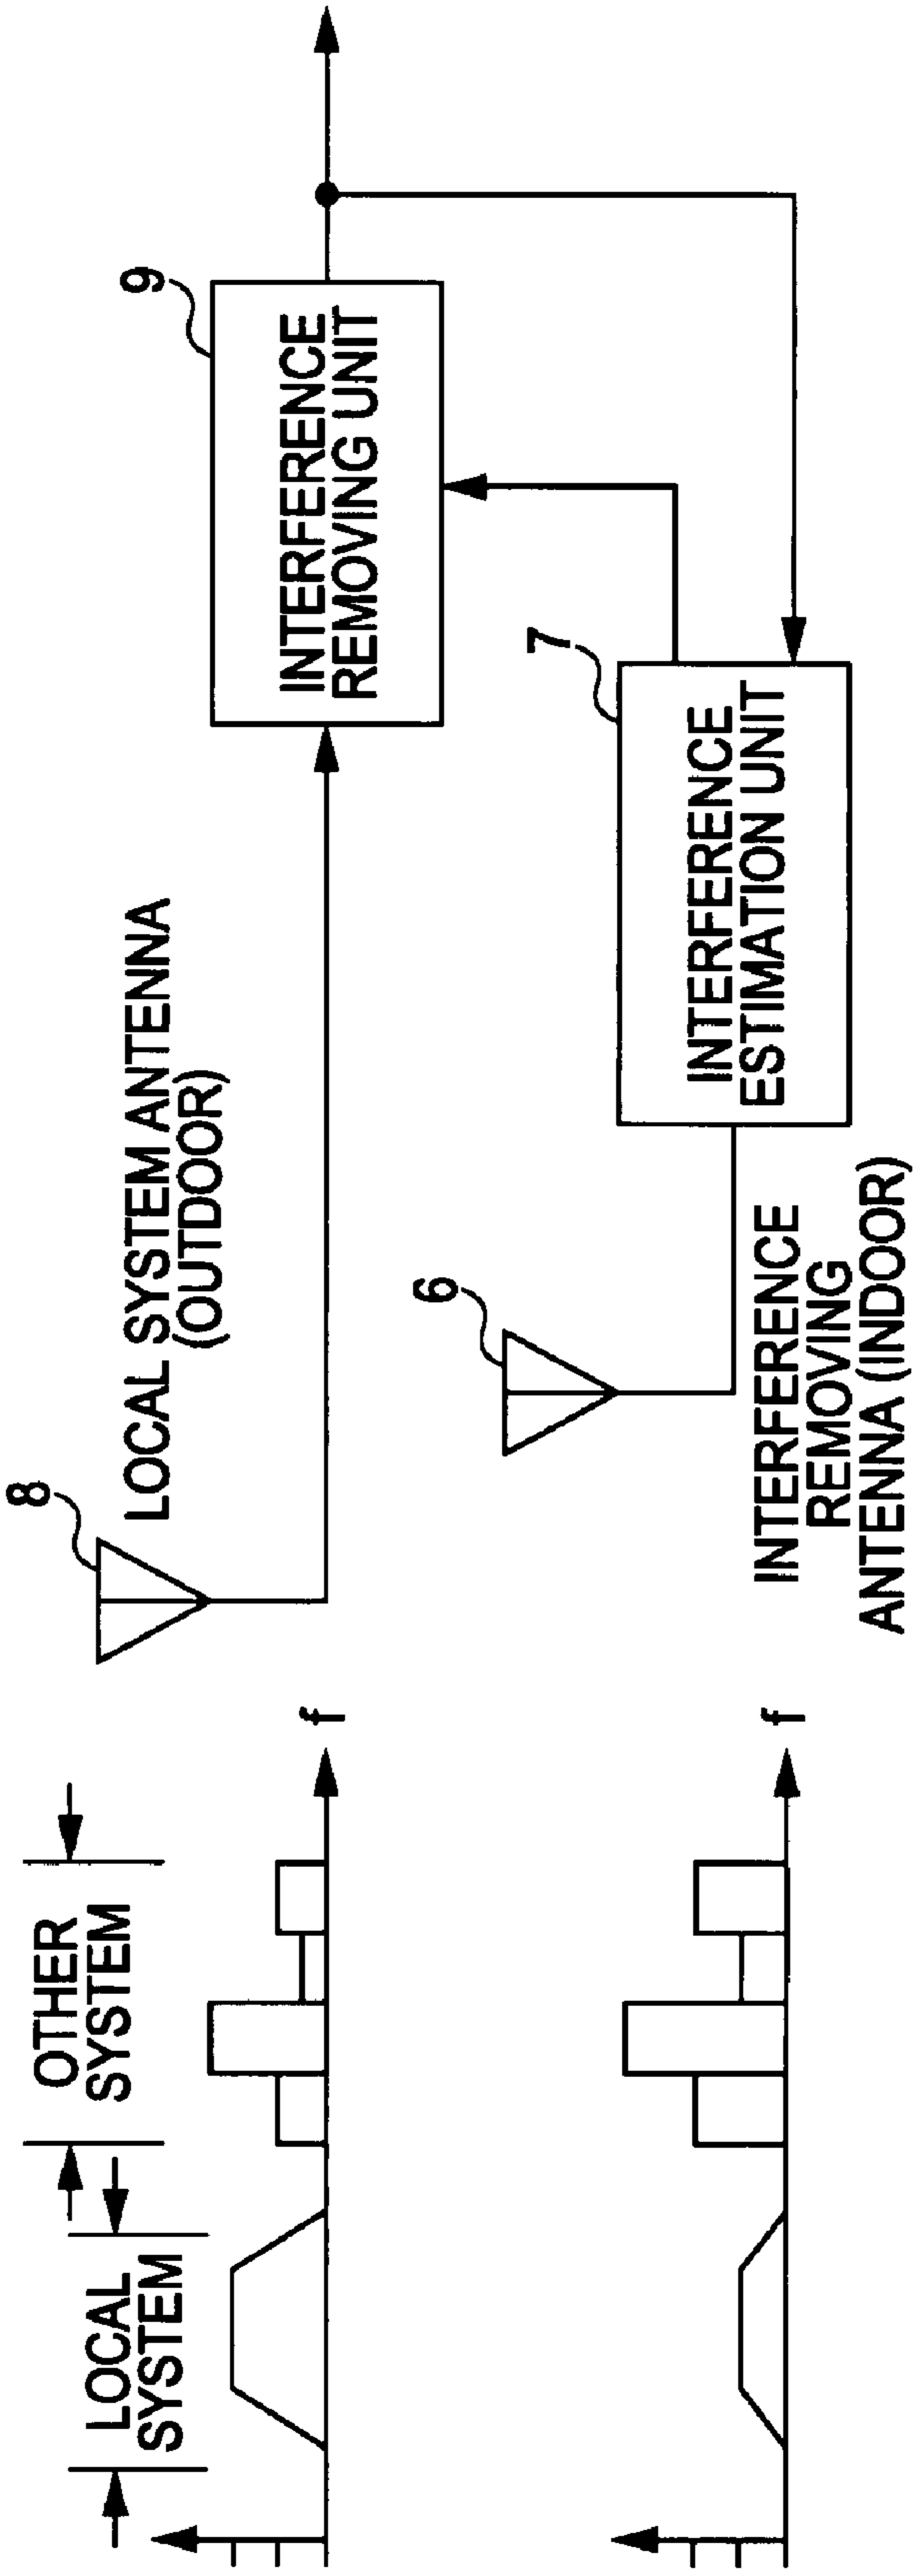 LOCAL
SYSTEM
OTHER
SYSTEM
f
8
LOCAL SYSTEM ANTENNA
(OUTDOOR)
9
INTERFERENCE
REMOVING UNIT
f
6
INTERFERENCE
REMOVING
ANTENNA (INDOOR)
7
INTERFERENCE
ESTIMATION UNIT